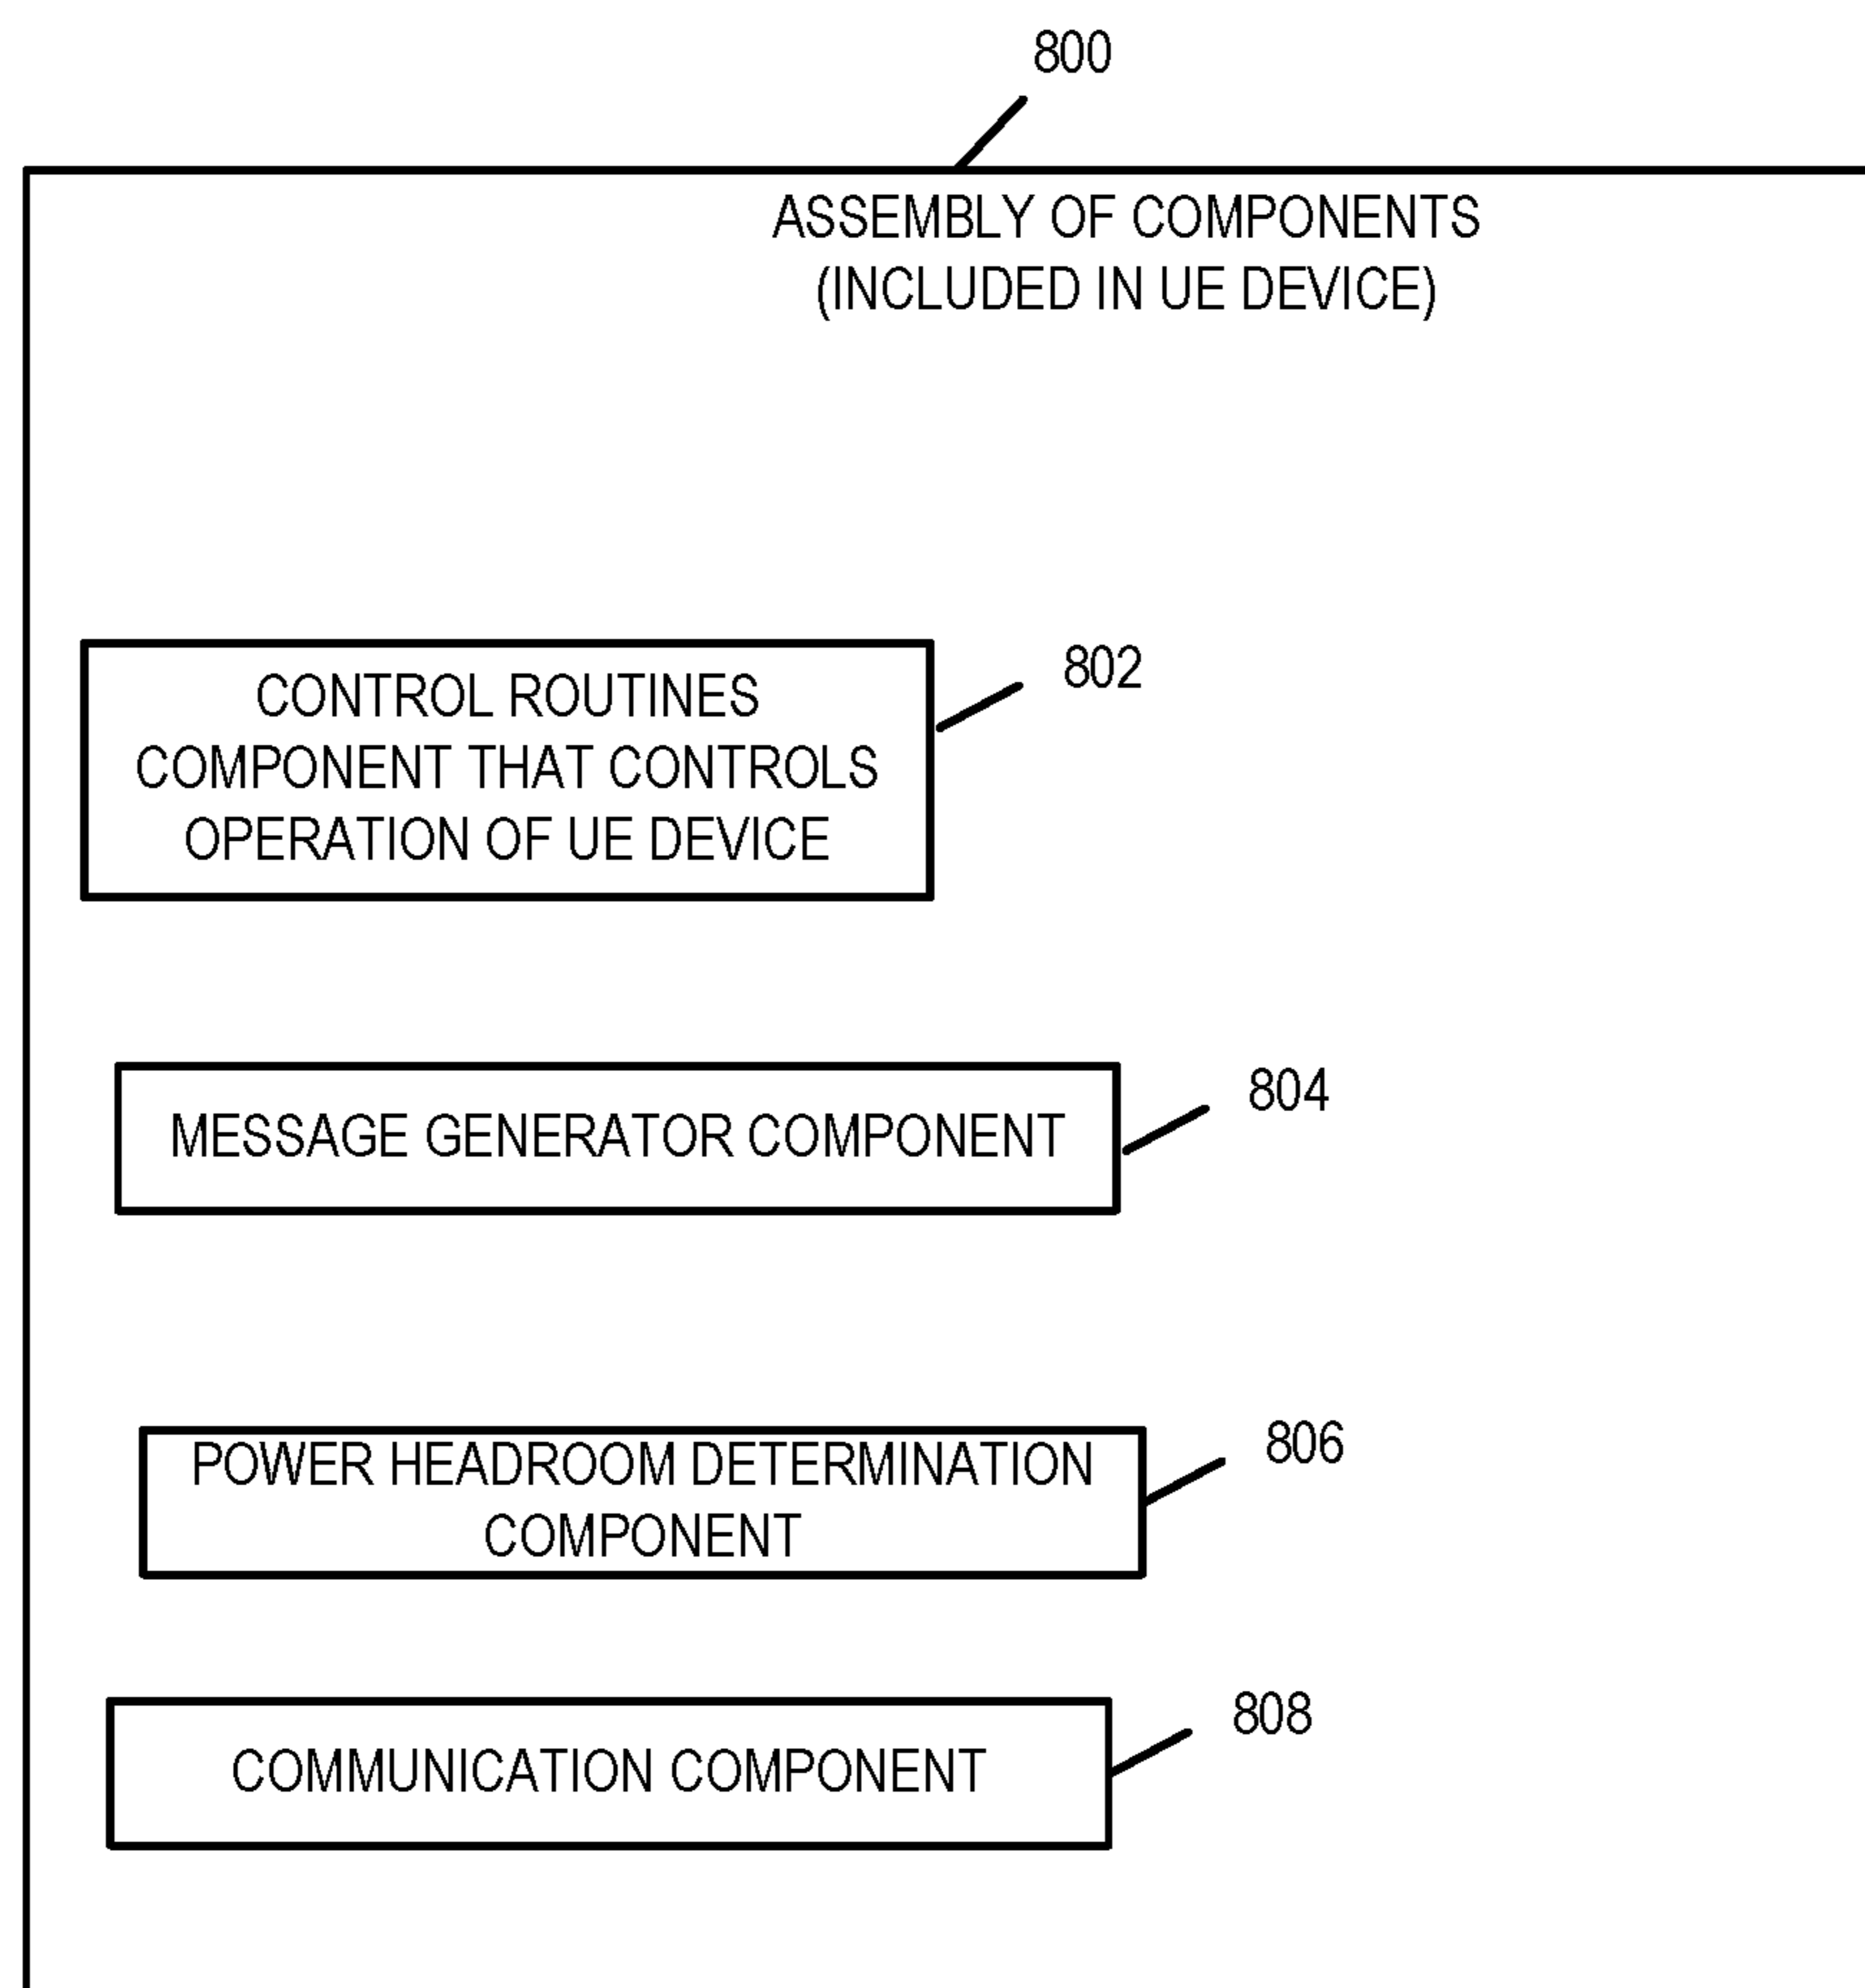 800
ASSEMBLY OF COMPONENTS
(INCLUDED IN UE DEVICE)
802
CONTROL ROUTINES
COMPONENT THAT CONTROLS
OPERATION OF UE DEVICE
804
MESSAGE GENERATOR COMPONENT
806
POWER HEADROOM DETERMINATION
COMPONENT
808
COMMUNICATION COMPONENT